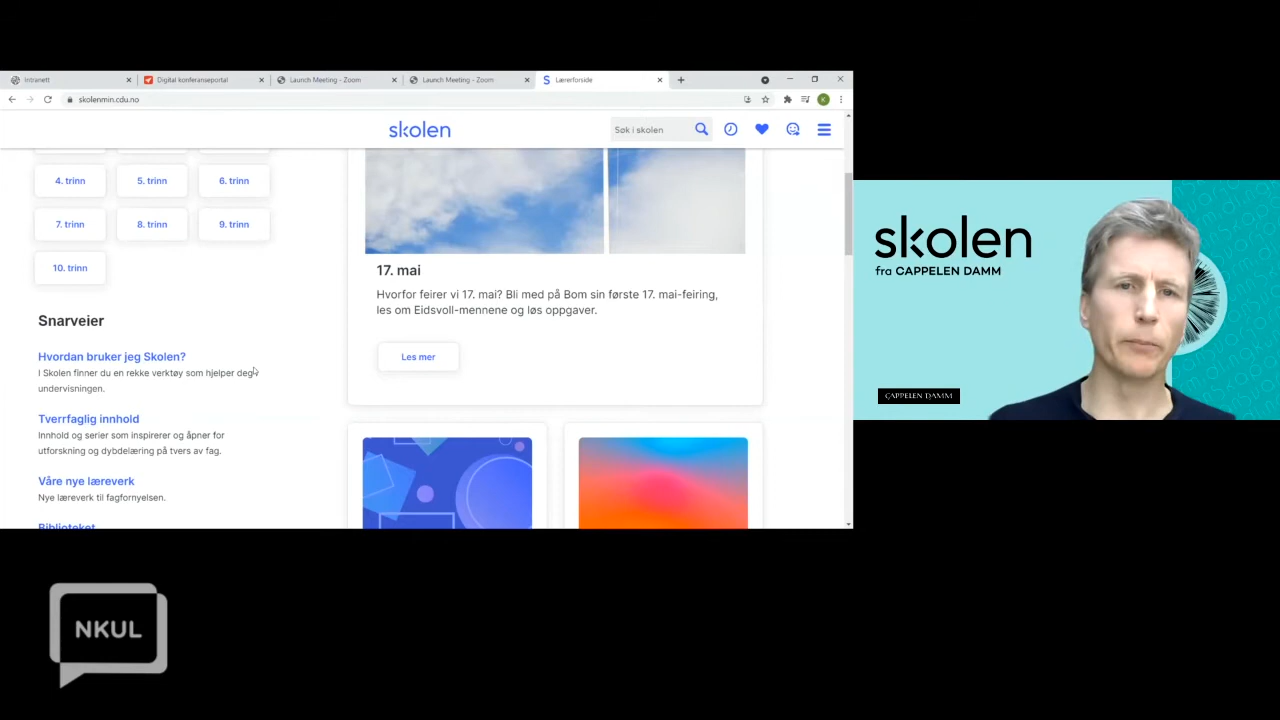 Intranett
Digital konferanseportal
Launch Meeting - Zoom
Launch Meeting - Zoom
Lærerforside
skolenmin.cdu.no
K
skolen
Søk i skolen
4. trinn
5. trinn
6. trinn
7. trinn
8. trinn
9. trinn
10. trinn
Snarveier
Hvordan bruker jeg Skolen?
I Skolen finner du en rekke verktøy som hjelper deg i
undervisningen.
Tverrfaglig innhold
Innhold og serier som inspirerer og åpner for
utforskning og dybdelæring på tvers av fag.
Våre nye læreverk
Nye læreverk til fagfornyelsen.
Biblioteket
17. mai
Hvorfor feirer vi 17. mai? Bli med på Bom sin første 17. mai-feiring,
les om Eidsvoll-mennene og løs oppgaver.
Les mer
skolen
fra CAPPELEN DAMM
CAPPELEN DAMM
NKUL